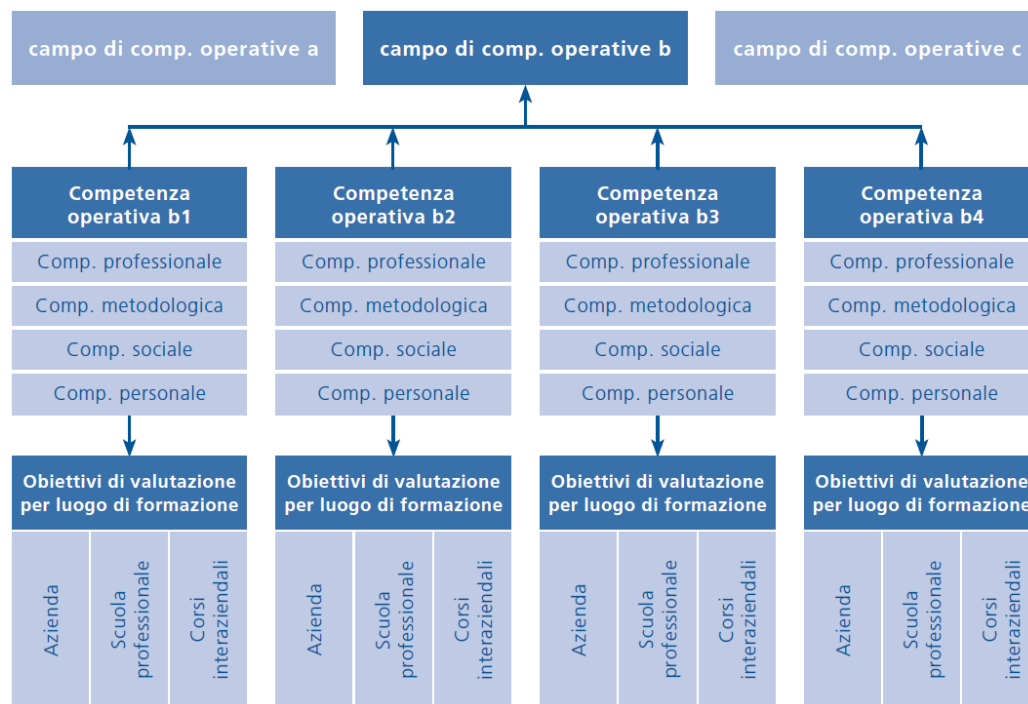 campo di comp. operative a
campo di comp. operative b
campo di comp. operative c
Competenza
operativa b1
Comp. professionale
Comp. metodologica
Comp. sociale
Comp. personale
Obiettivi di valutazione
per luogo di formazione
Azienda
Scuola
professionale
Corsi
interaziendali
Competenza
operativa b2
Comp. professionale
Comp. metodologica
Comp. sociale
Comp. personale
Obiettivi di valutazione
per luogo di formazione
Azienda
Scuola
professionale
Corsi
interaziendali
Competenza
operativa b3
Comp. professionale
Comp. metodologica
Comp. sociale
Comp. personale
Obiettivi di valutazione
per luogo di formazione
Azienda
Scuola
professionale
Corsi
interaziendali
Competenza
operativa b4
Comp. professionale
Comp. metodologica
Comp. sociale
Comp. personale
Obiettivi di valutazione
per luogo di formazione
Azienda
Scuola
professionale
Corsi
interaziendali